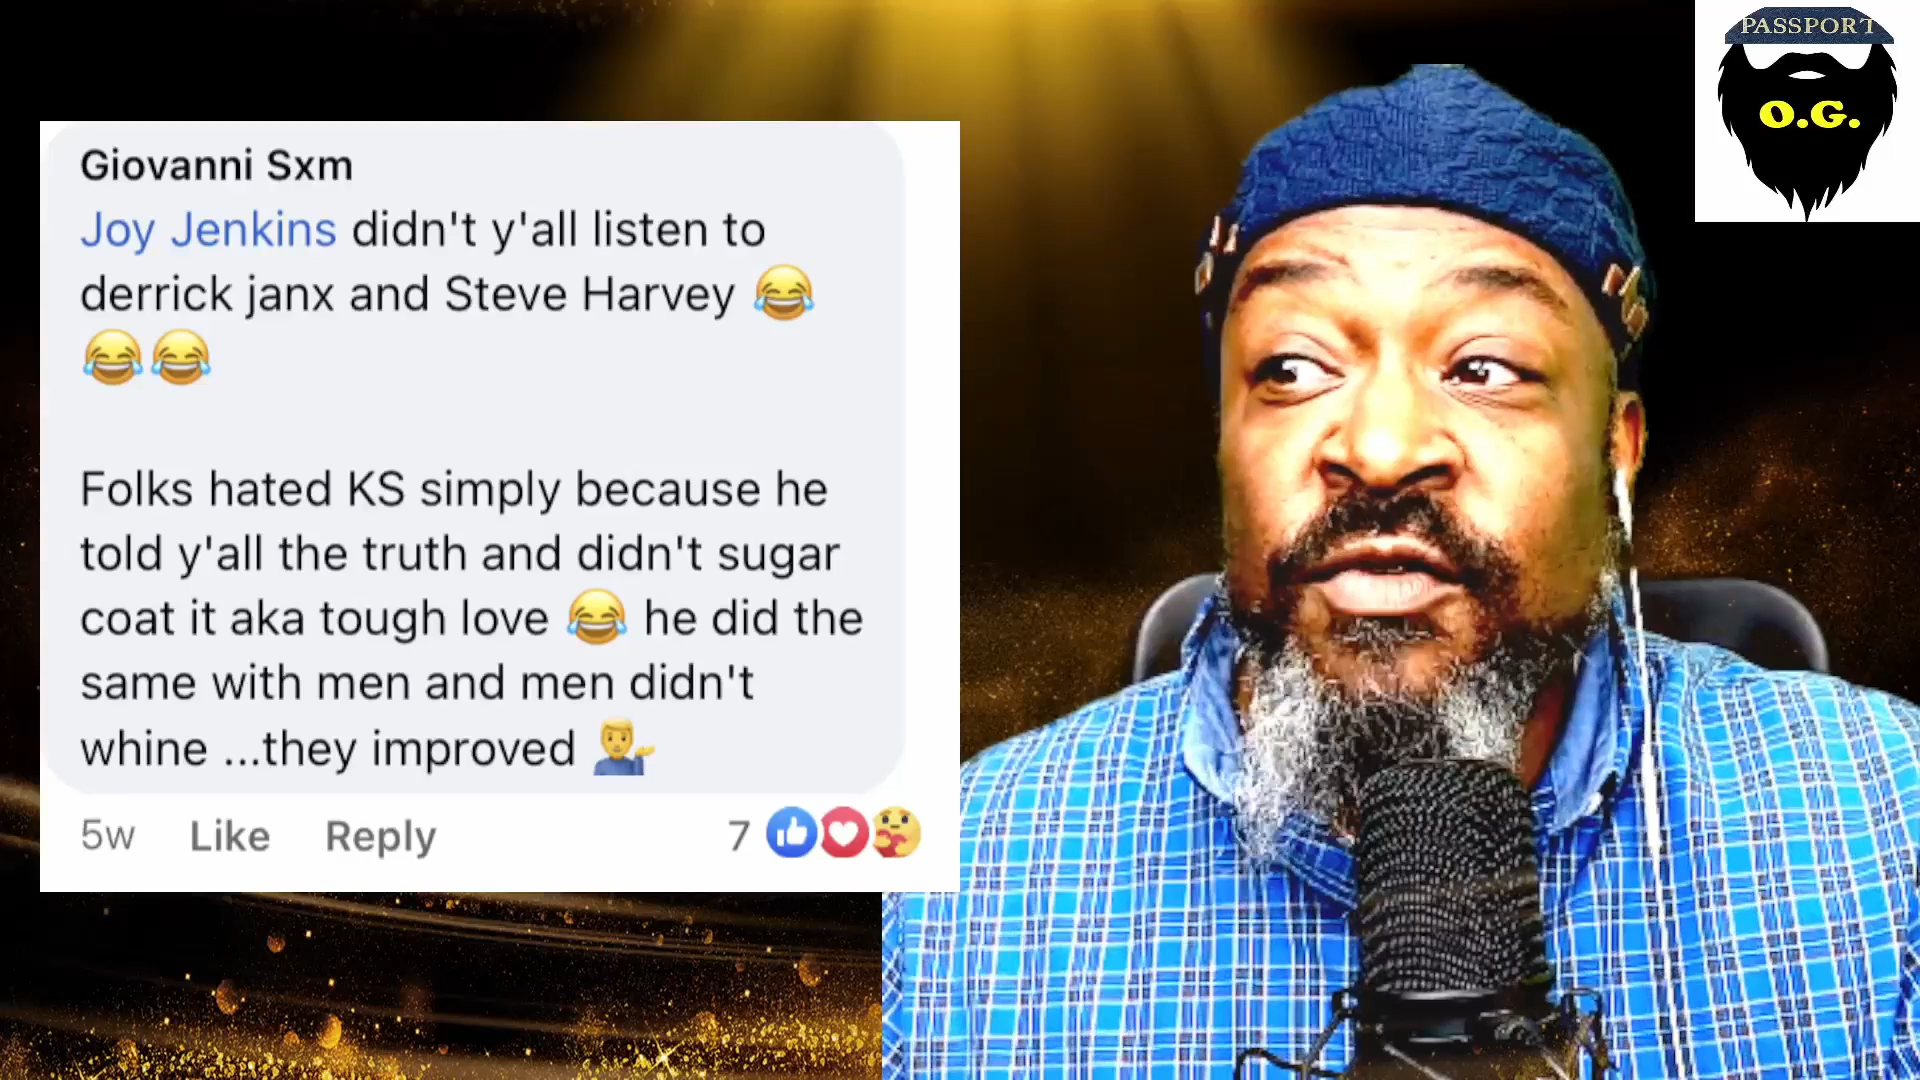 Giovanni Sxm
Joy Jenkins didn't y'all listen to
derrick janx and Steve Harvey 😂
😂😂
Folks hated KS simply because he
told y'all the truth and didn't sugar
coat it aka tough love 😂 he did the
same with men and men didn't
whine ...they improved 💁‍♂️
5w Like Reply 7
PASSPORT
O.G.